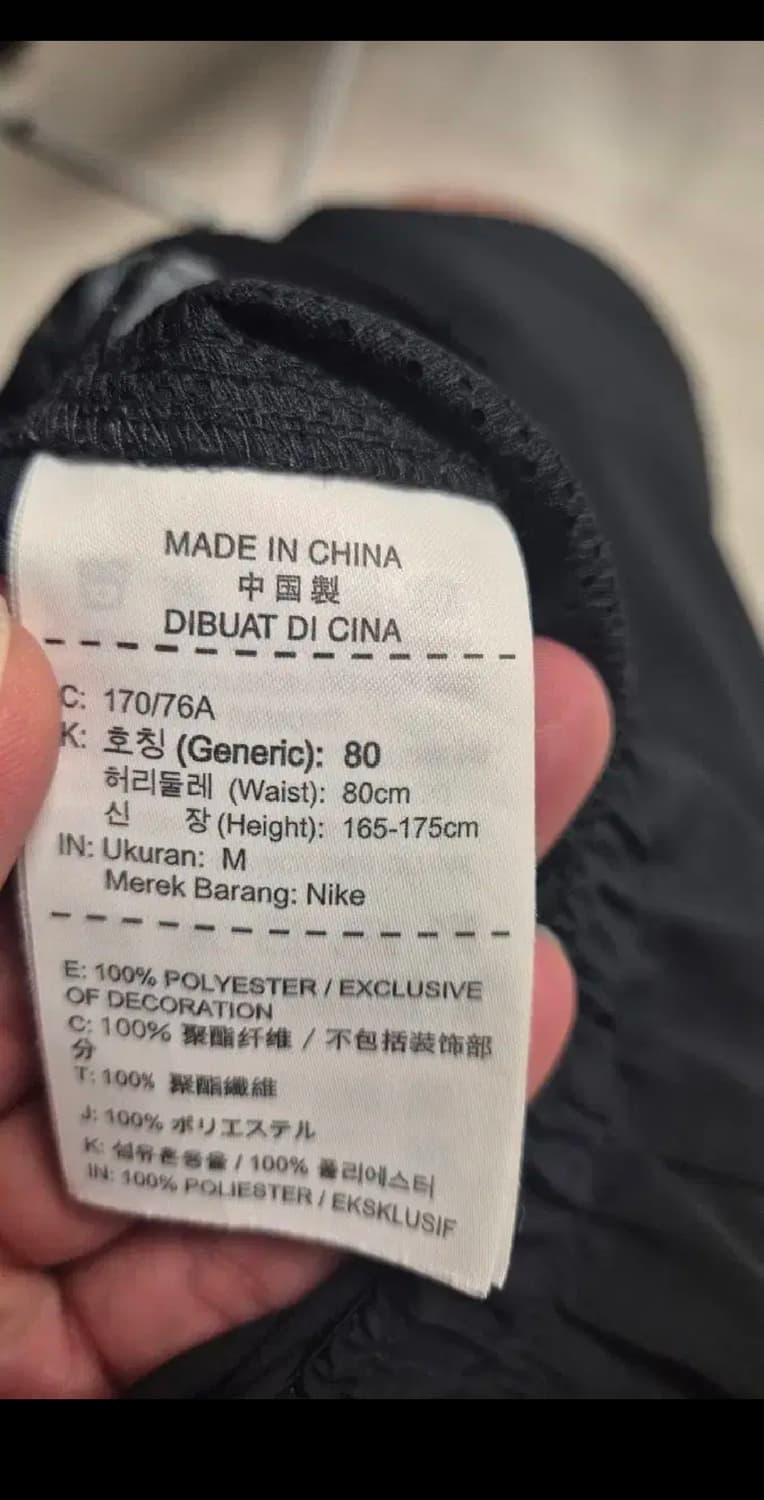 MADE IN CHINA
中国製
DIBUAT DI CINA
C: 170/76A
K: 호칭 (Generic): 80
허리둘레 (Waist): 80cm
신 장 (Height): 165-175cm
IN: Ukuran: M
Merek Barang: Nike
E: 100% POLYESTER / EXCLUSIVE
OF DECORATION
C: 100% 聚酯纤维 / 不包括装饰部
分
T: 100% 聚酯纖維
J: 100% ポリエステル
K: 섬유혼용율 / 100% 폴리에스터
IN: 100% POLIESTER / EKSKLUSIF